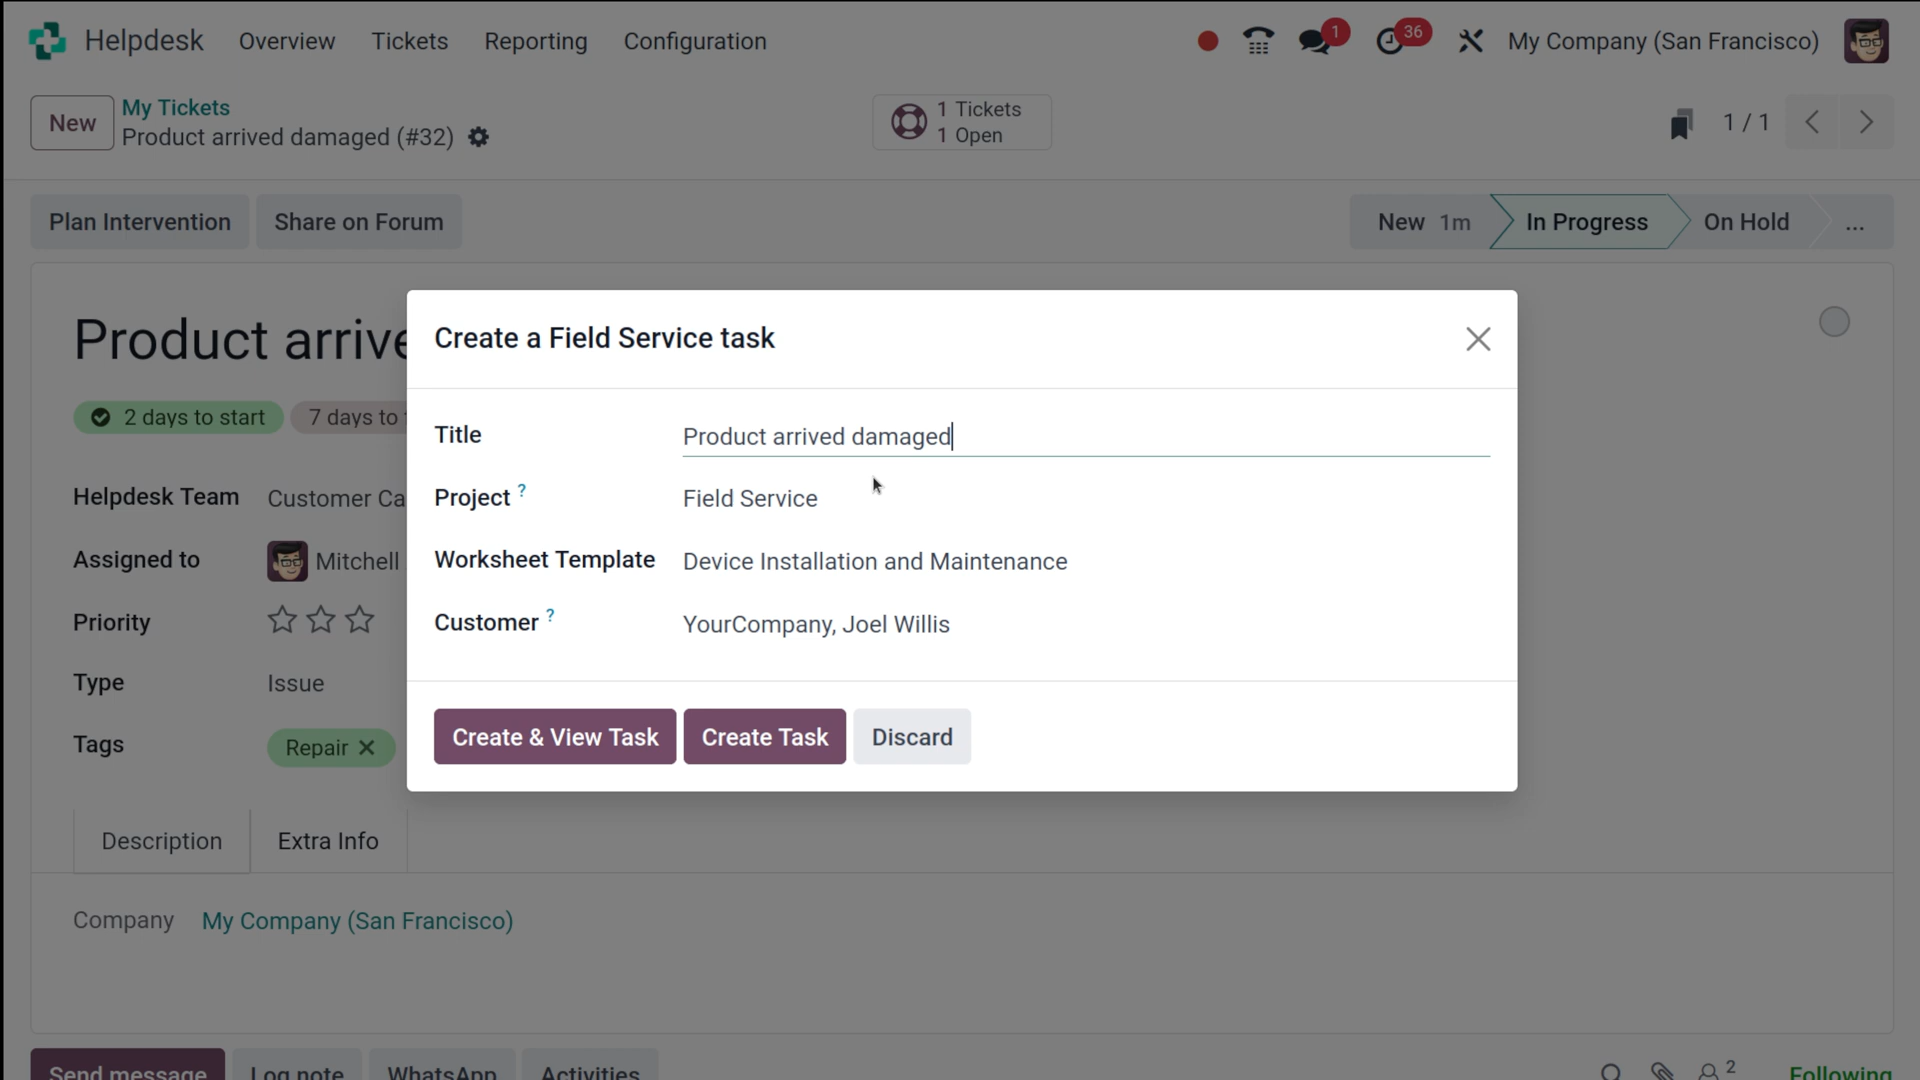 Helpdesk Overview Tickets Reporting Configuration 1 36 My Company (San Francisco)
New My Tickets
Product arrived damaged (#32)
1 Tickets
1 Open
1 / 1
Plan Intervention Share on Forum New 1m In Progress On Hold ...
Product arrive
2 days to start 7 days to
Helpdesk Team Customer Ca
Assigned to Mitchell
Priority
Type Issue
Tags Repair
Create a Field Service task
Title Product arrived damaged
Project ? Field Service
Worksheet Template Device Installation and Maintenance
Customer ? YourCompany, Joel Willis
Create & View Task Create Task Discard
Description Extra Info
Company My Company (San Francisco)
Send message Log note WhatsApp Activities 2 Following